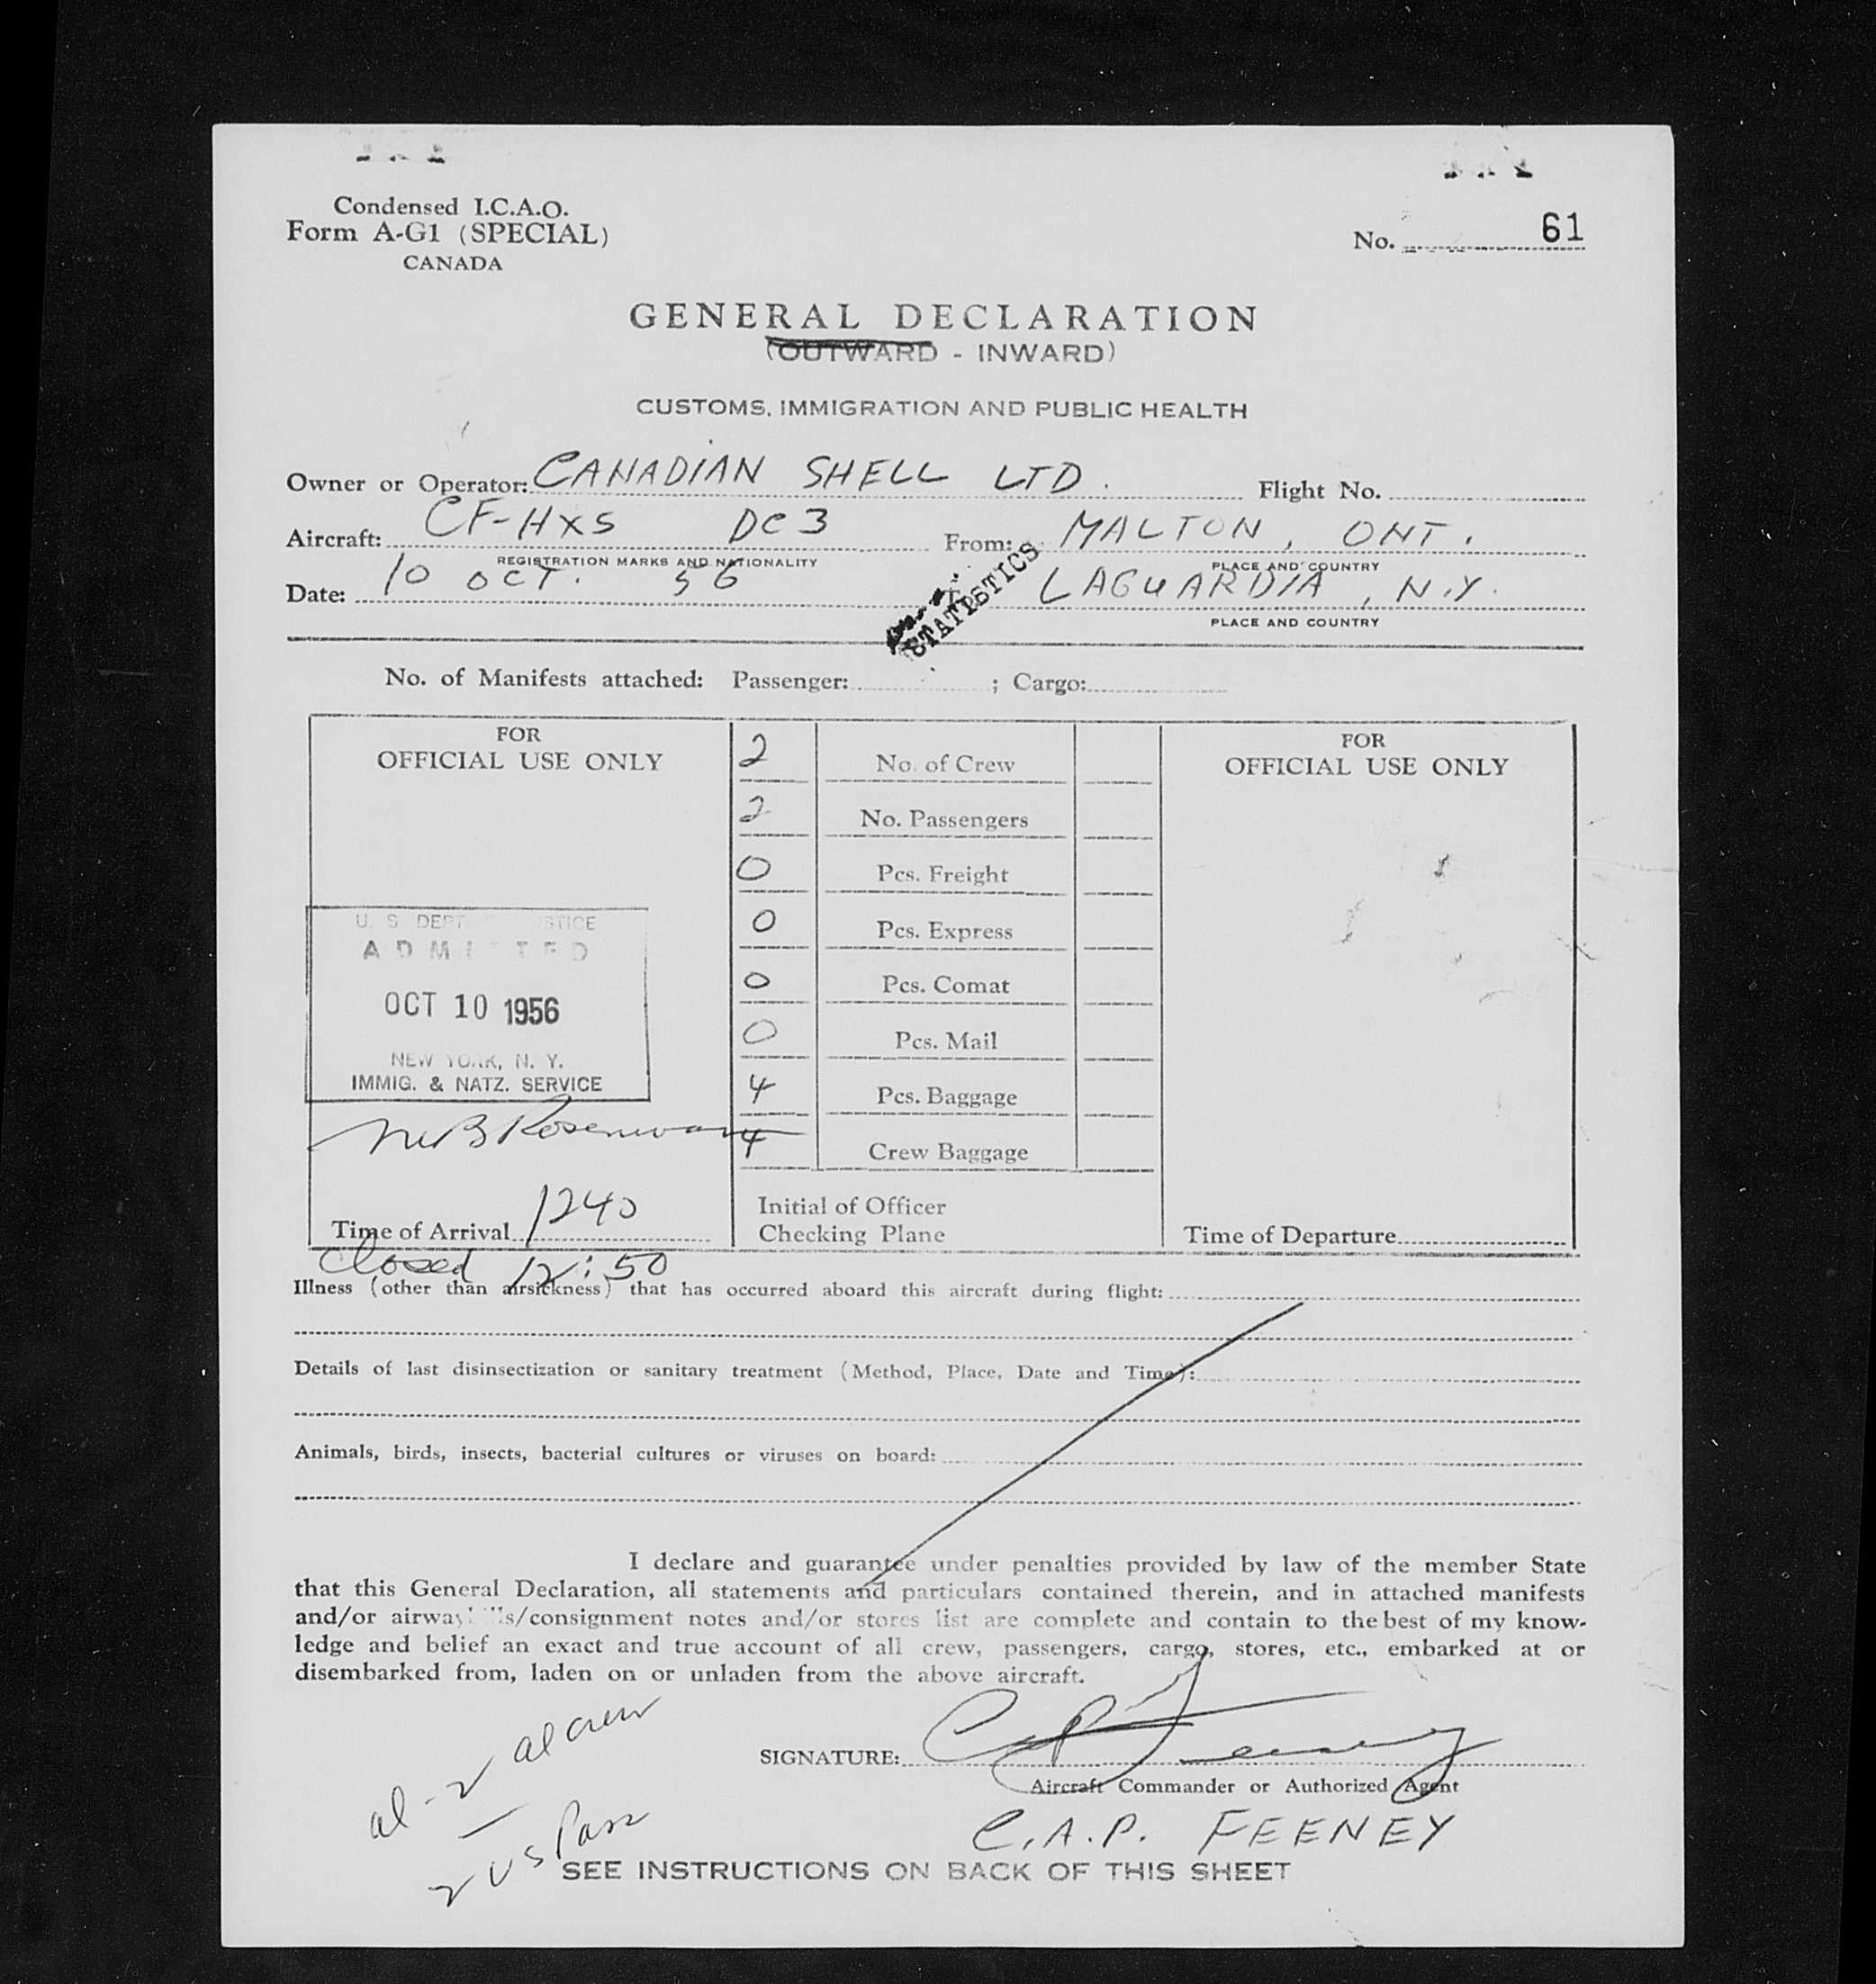 Condensed I.C.A.O.
Form A-G1 (SPECIAL)
CANADA
No. 61
GENERAL DECLARATION
(OUTWARD - INWARD)
CUSTOMS, IMMIGRATION AND PUBLIC HEALTH
Owner or Operator: CANADIAN SHELL LTD. Flight No.
Aircraft: CF-HXS DC3 From: MALTON, ONT.
REGISTRATION MARKS AND NATIONALITY PLACE AND COUNTRY
Date: 10 OCT. 56 LAGUARDIA, N.Y.
STATISTICS
PLACE AND COUNTRY
No. of Manifests attached: Passenger: ; Cargo:
FOR
OFFICIAL USE ONLY
2 No. of Crew
2 No. Passengers
0 Pcs. Freight
0 Pcs. Express
0 Pcs. Comat
0 Pcs. Mail
4 Pcs. Baggage
4 Crew Baggage
FOR
OFFICIAL USE ONLY
U. S. DEPT STICE
ADMITTED
OCT 10 1956
NEW YORK, N. Y.
IMMIG. & NATZ. SERVICE
Time of Arrival 1240
Initial of Officer
Checking Plane
Time of Departure
Closed 12:50
Illness (other than airsickness) that has occurred aboard this aircraft during flight:
Details of last disinsectization or sanitary treatment (Method, Place, Date and Time):
Animals, birds, insects, bacterial cultures or viruses on board:
I declare and guarantee under penalties provided by law of the member State
that this General Declaration, all statements and particulars contained therein, and in attached manifests
and/or airwaybills/consignment notes and/or stores list are complete and contain to the best of my know-
ledge and belief an exact and true account of all crew, passengers, cargo, stores, etc., embarked at or
disembarked from, laden on or unladen from the above aircraft.
al - 2 al crew
2 US Pass
SIGNATURE: C A P Feeney
Aircraft Commander or Authorized Agent
C.A.P. FEENEY
SEE INSTRUCTIONS ON BACK OF THIS SHEET